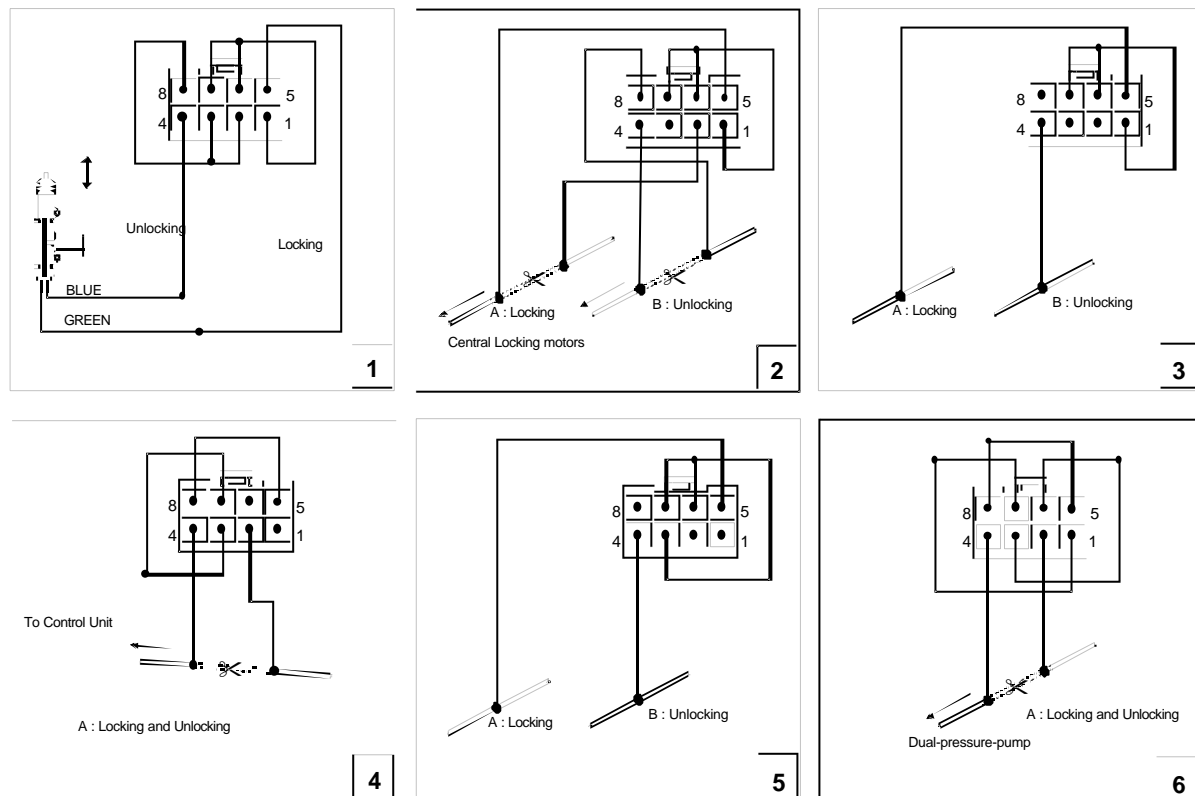 8
5
4
1
Unlocking
Locking
BLUE
GREEN
1
8
5
4
1
A : Locking
B : Unlocking
Central Locking motors
2
8
5
4
1
A : Locking
B : Unlocking
3
8
5
4
1
To Control Unit
A : Locking and Unlocking
4
8
5
4
1
A : Locking
B : Unlocking
5
8
5
4
1
A : Locking and Unlocking
Dual-pressure-pump
6